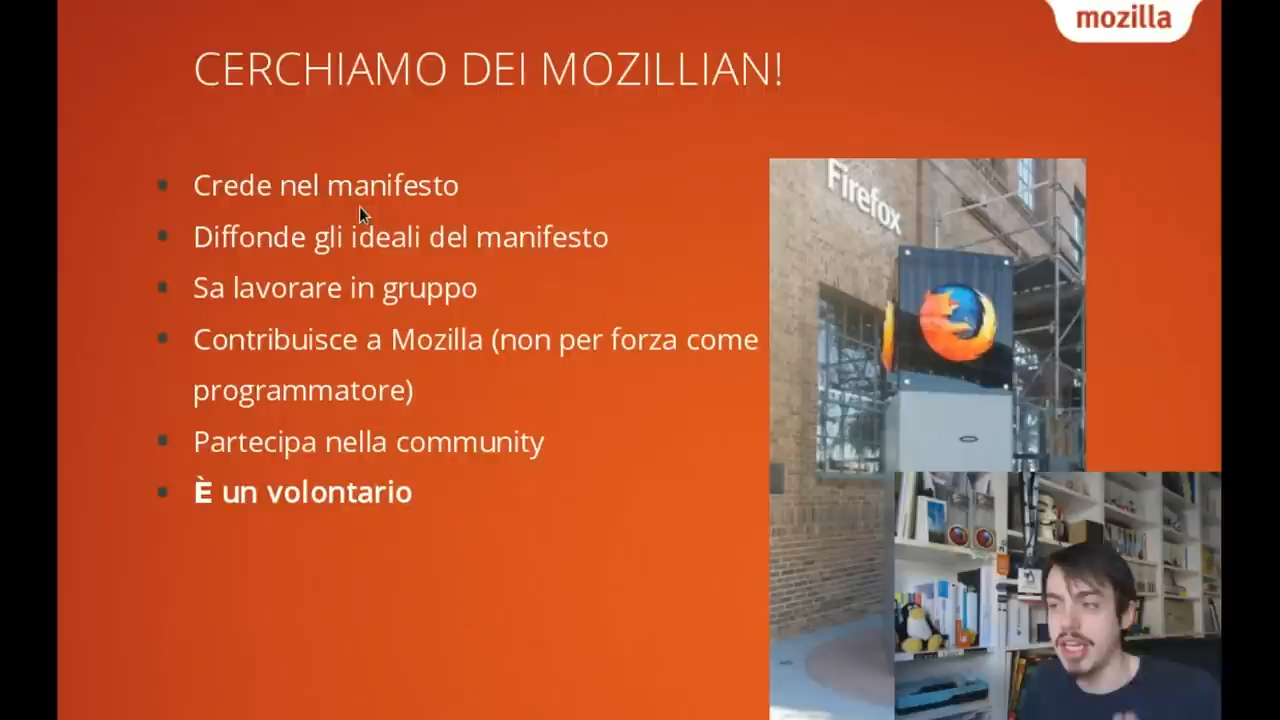 mozilla
CERCHIAMO DEI MOZILLIAN!
Crede nel manifesto
Diffonde gli ideali del manifesto
Sa lavorare in gruppo
Contribuisce a Mozilla (non per forza come
programmatore)
Partecipa nella community
È un volontario
Firefox